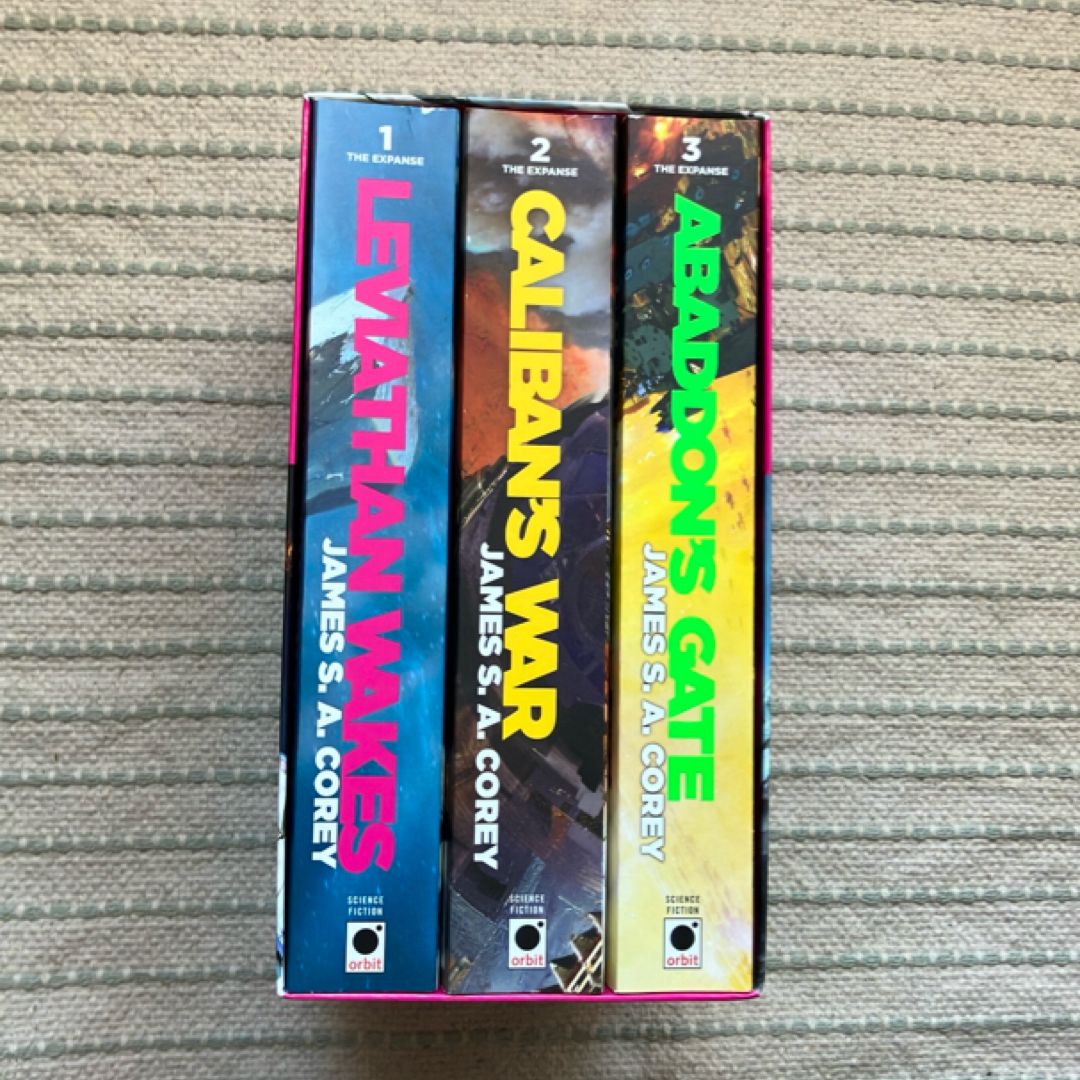 1
THE EXPANSE
LEVIATHAN WAKES
JAMES S. A. COREY
SCIENCE
FICTION
orbit
2
THE EXPANSE
CALIBAN'S WAR
JAMES S. A. COREY
SCIENCE
FICTION
orbit
3
THE EXPANSE
ABADDON'S GATE
JAMES S. A. COREY
SCIENCE
FICTION
orbit